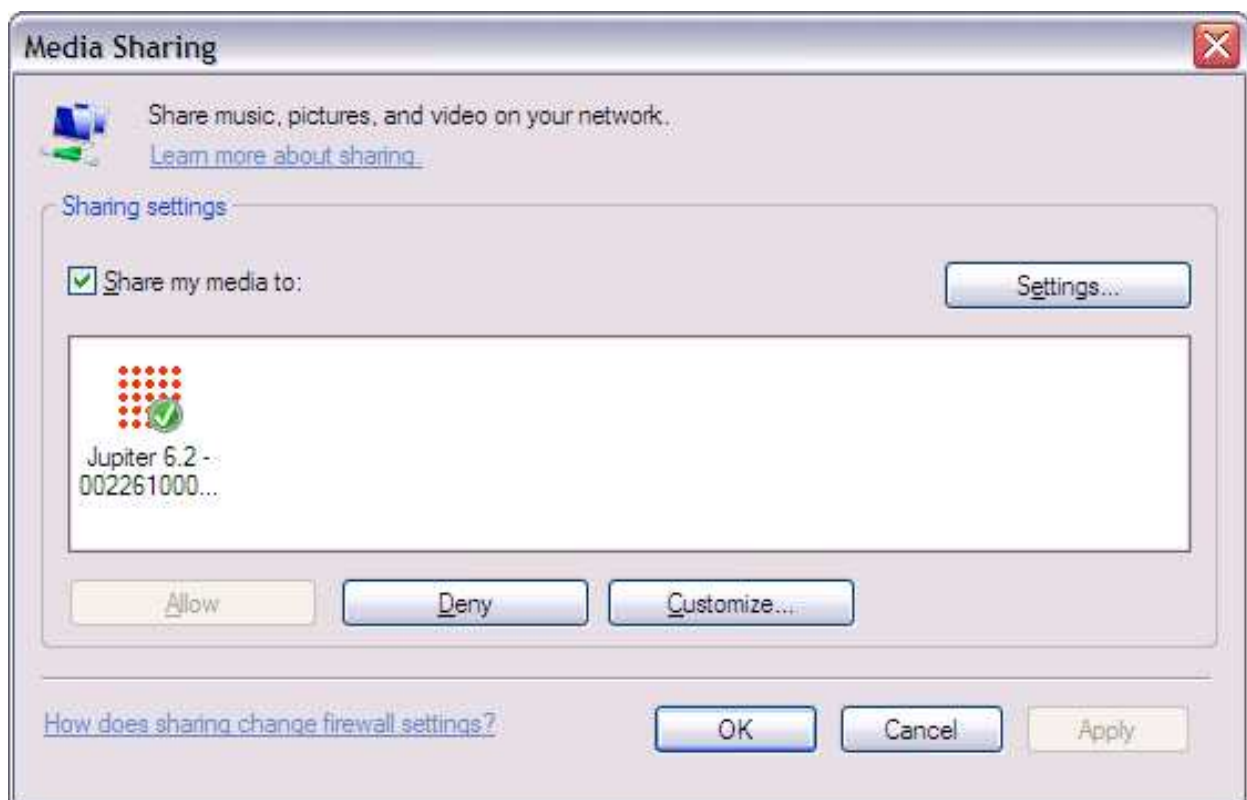 Media Sharing
Share music, pictures, and video on your network.
Learn more about sharing.
Sharing settings
Share my media to:
Settings...
Jupiter 6.2 -
002261000...
Allow
Deny
Customize...
How does sharing change firewall settings?
OK
Cancel
Apply